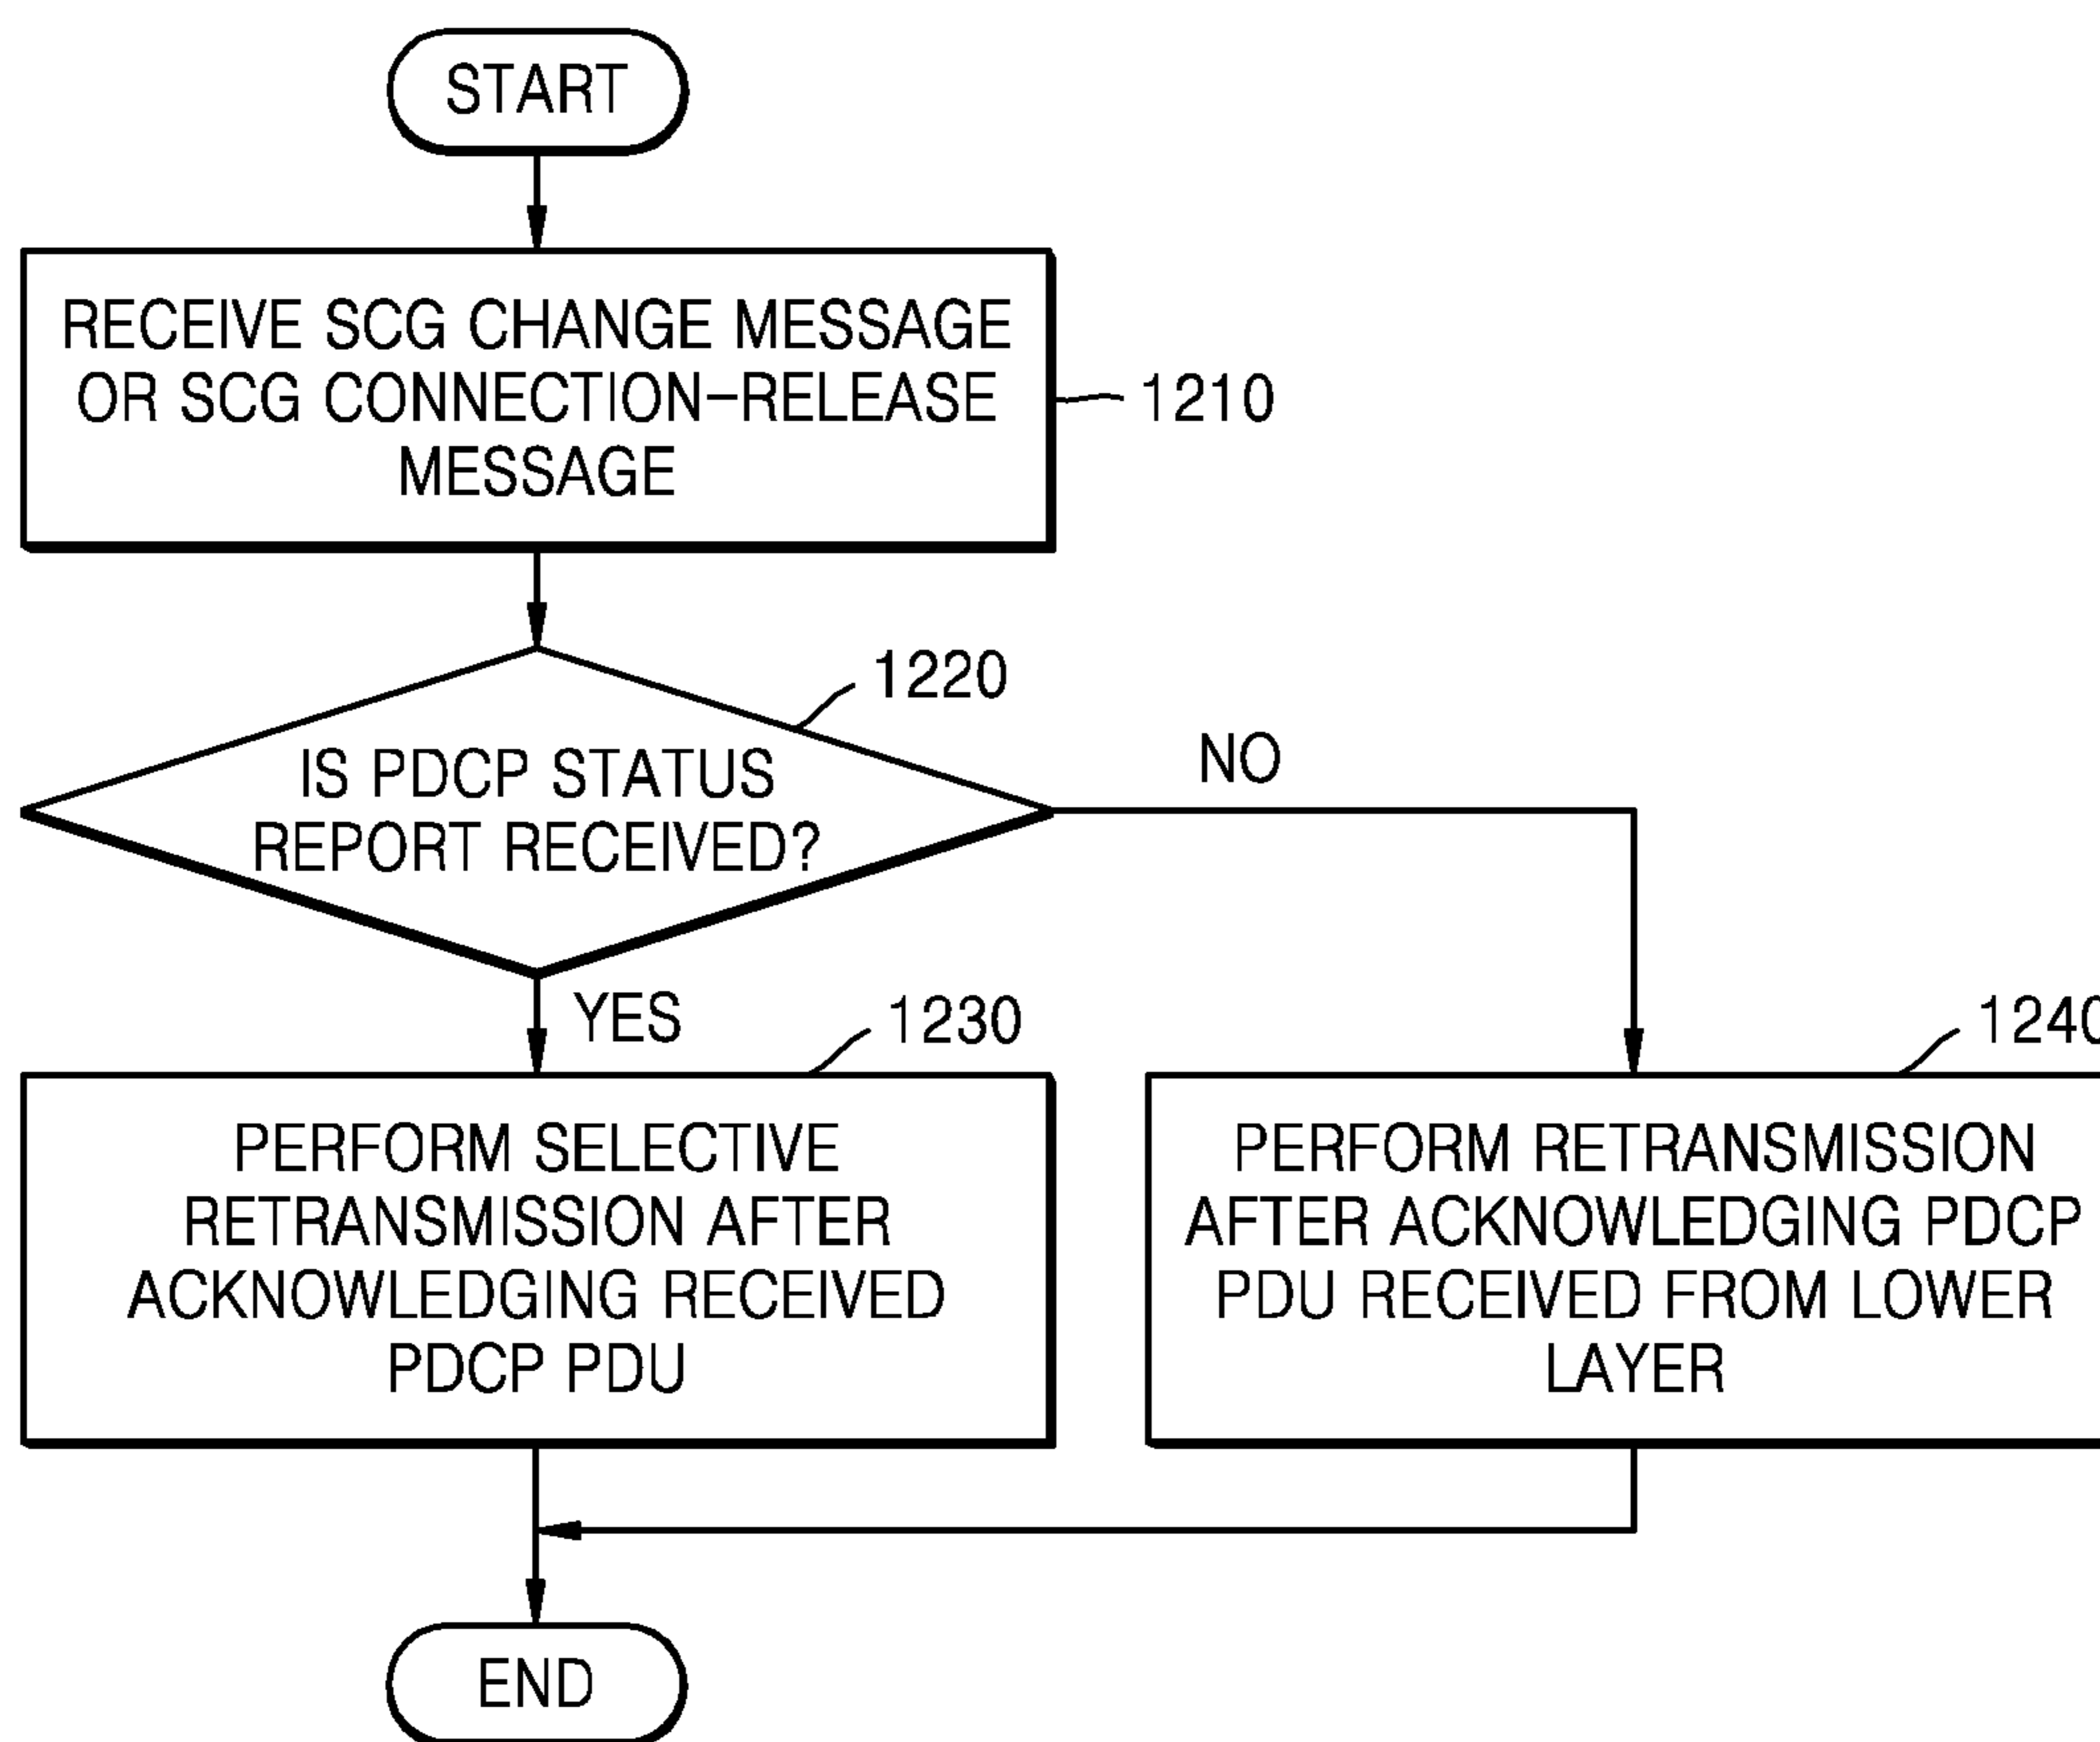 START
RECEIVE SCG CHANGE MESSAGE
OR SCG CONNECTION-RELEASE
MESSAGE
1210
1220
IS PDCP STATUS
REPORT RECEIVED?
NO
YES
1230
PERFORM SELECTIVE
RETRANSMISSION AFTER
ACKNOWLEDGING RECEIVED
PDCP PDU
1240
PERFORM RETRANSMISSION
AFTER ACKNOWLEDGING PDCP
PDU RECEIVED FROM LOWER
LAYER
END